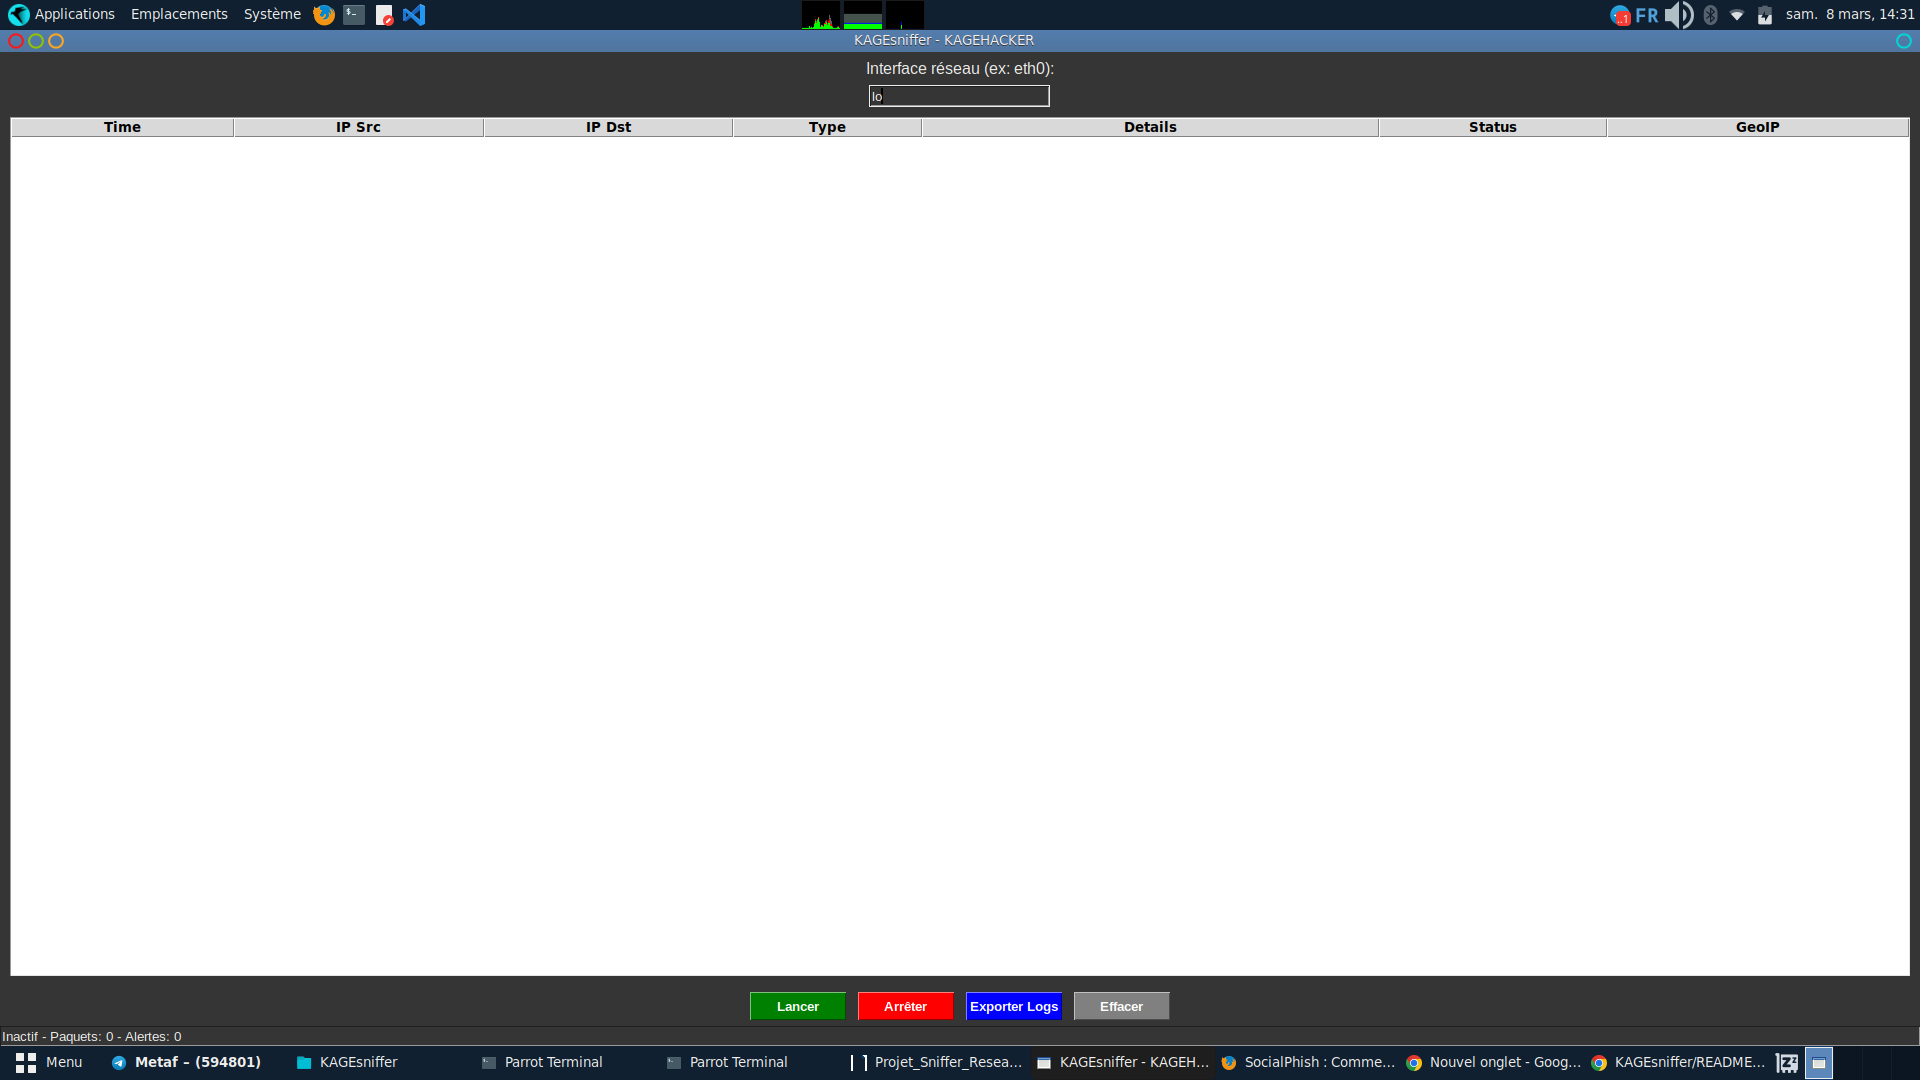 Applications Emplacements Système FR sam. 8 mars, 14:31
KAGEsniffer - KAGEHACKER
Interface réseau (ex: eth0):
lo
Time IP Src IP Dst Type Details Status GeoIP
Lancer Arrêter Exporter Logs Effacer
Inactif - Paquets: 0 - Alertes: 0
Menu Metaf – (594801) KAGEsniffer Parrot Terminal Parrot Terminal Projet_Sniffer_Resea... KAGEsniffer - KAGEH... SocialPhish : Comme... Nouvel onglet - Goog... KAGEsniffer/README...